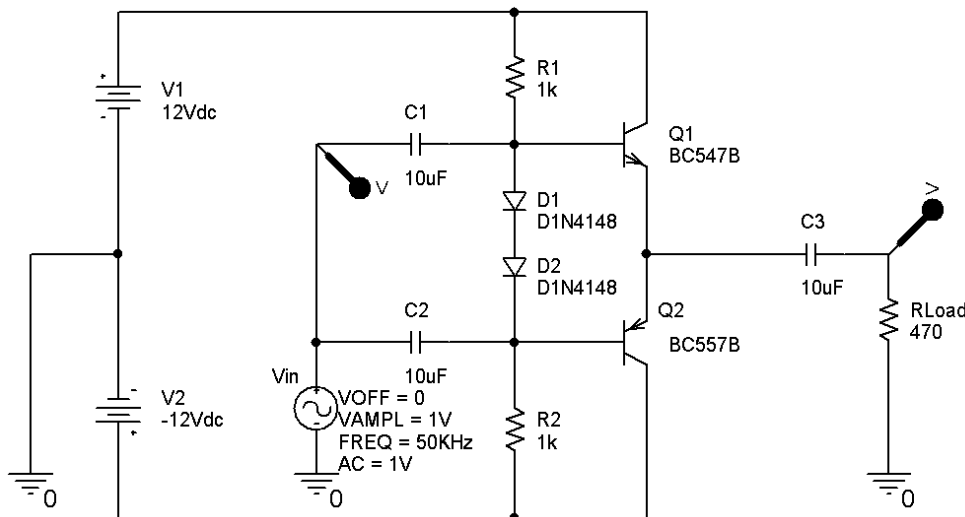 +
V1
12Vdc
-
R1
1k
C1
10uF
V
Q1
BC547B
D1
D1N4148
D2
D1N4148
C3
10uF
V
RLoad
470
C2
10uF
Q2
BC557B
-
V2
-12Vdc
+
Vin
+
-
VOFF = 0
VAMPL = 1V
FREQ = 50KHz
AC = 1V
R2
1k
0
0
0